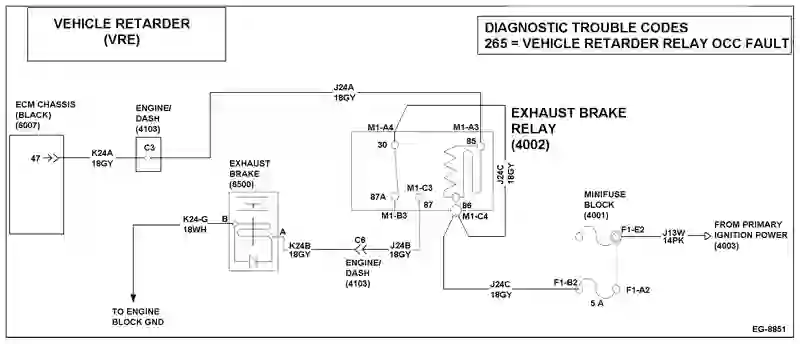 VEHICLE RETARDER
(VRE)
DIAGNOSTIC TROUBLE CODES
265 = VEHICLE RETARDER RELAY OCC FAULT
ECM CHASSIS
(BLACK)
(6007)
47
K24A
18GY
ENGINE/
DASH
(4103)
C3
J24A
18GY
EXHAUST BRAKE
RELAY
(4002)
M1-A4
M1-A3
30
85
87A
M1-C3
87
86
M1-B3
M1-C4
J24C
18GY
EXHAUST
BRAKE
(6500)
K24-G
18WH
B
A
K24B
18GY
C6
ENGINE/
DASH
(4103)
J24B
18GY
J24C
18GY
MINIFUSE
BLOCK
(4001)
F1-E2
J13W
14PK
FROM PRIMARY
IGNITION POWER
(4003)
F1-B2
F1-A2
5 A
TO ENGINE
BLOCK GND
EG-8851